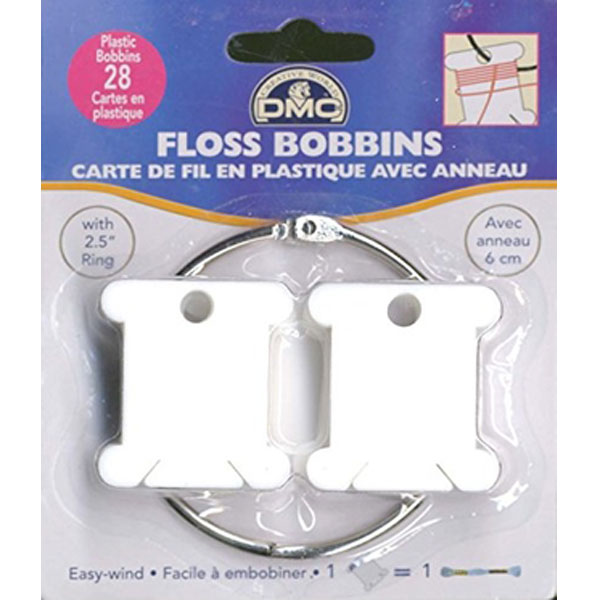 Plastic
Bobbins
28
Cartes en
plastique
CREATIVE WORLD
DMC
FLOSS BOBBINS
CARTE DE FIL EN PLASTIQUE AVEC ANNEAU
with
2.5"
Ring
Avec
anneau
6 cm
Easy-wind • Facile à embobiner • 1 = 1